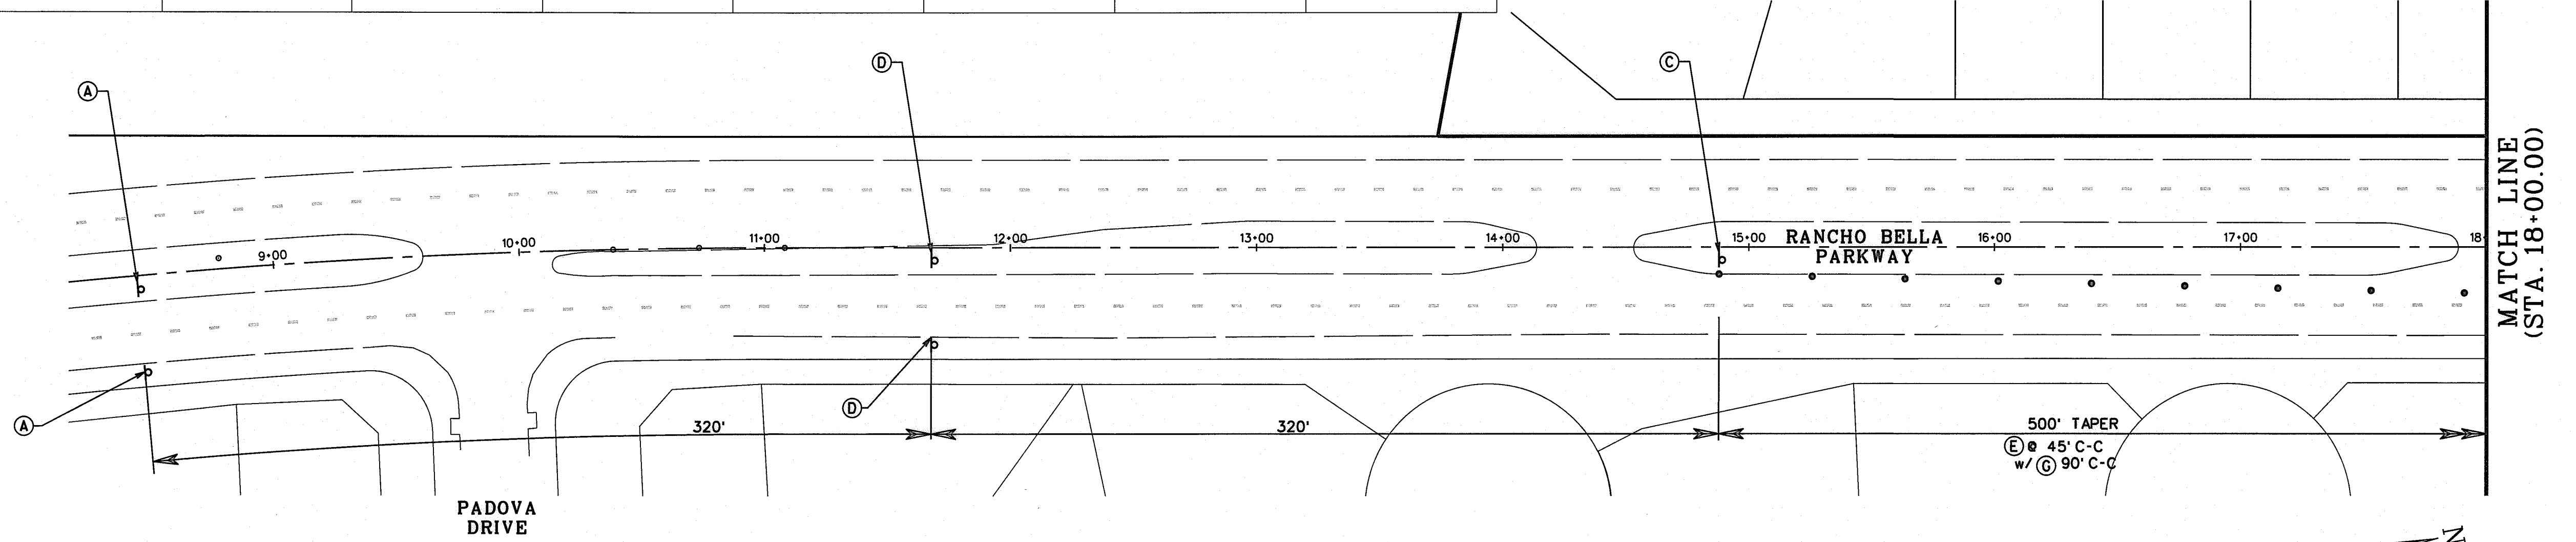 A
D
C
9+00
10+00
11+00
12+00
13+00
14+00
15+00
RANCHO BELLA
PARKWAY
16+00
17+00
18+
MATCH LINE
(STA. 18+00.00)
A
D
320'
320'
500' TAPER
E @ 45' C-C
w/ G 90' C-C
PADOVA
DRIVE
N